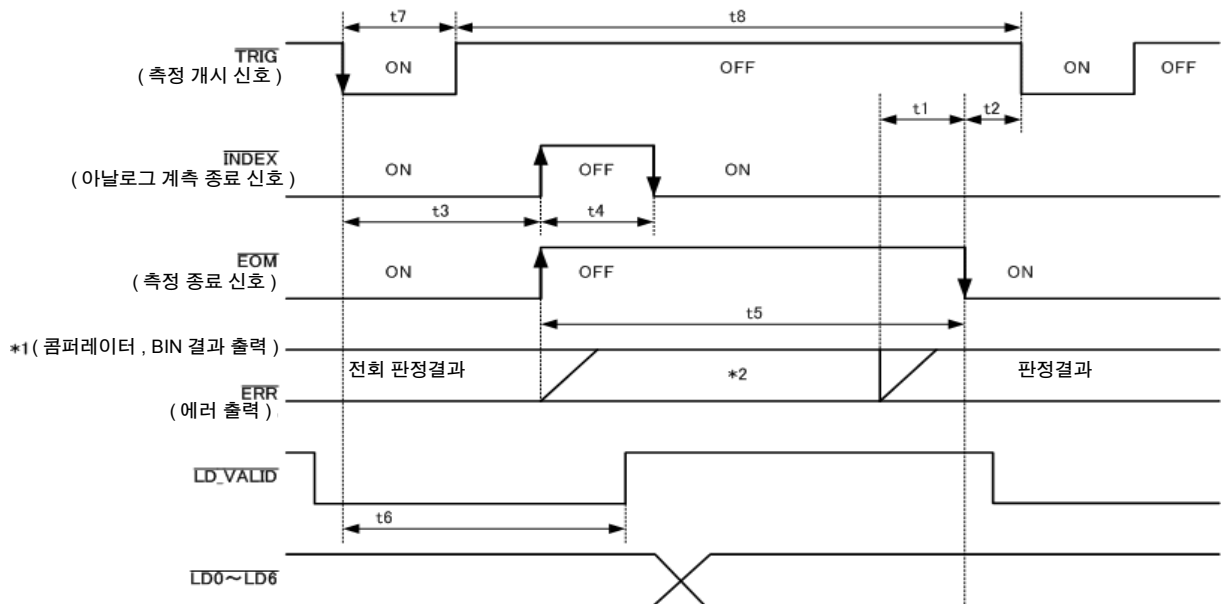 t7
t8
TRIG
( 측정 개시 신호 )
ON
OFF
ON
OFF
t1
t2
INDEX
( 아날로그 계측 종료 신호 )
ON
OFF
ON
t3
t4
EOM
( 측정 종료 신호 )
ON
OFF
ON
t5
*1 ( 콤퍼레이터 , BIN 결과 출력 )
전회 판정결과
*2
판정결과
ERR
( 에러 출력 )
LD_VALID
t6
LD0~LD6